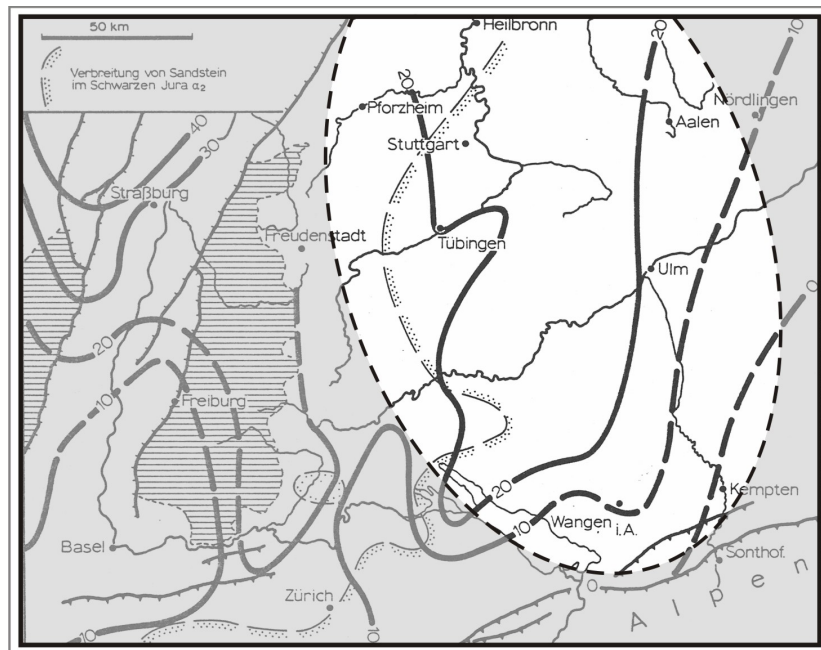 50 km
Verbreitung von Sandstein
im Schwarzen Jura α₂
Heilbronn
10
20
20
Pforzheim
Nördlingen
Aalen
Stuttgart
40
30
Straßburg
Freudenstadt
Tübingen
Ulm
0
20
10
Freiburg
20
Kempten
10
Wangen i.A.
Basel
Sonthof.
0
Zürich
Alpen
10
10